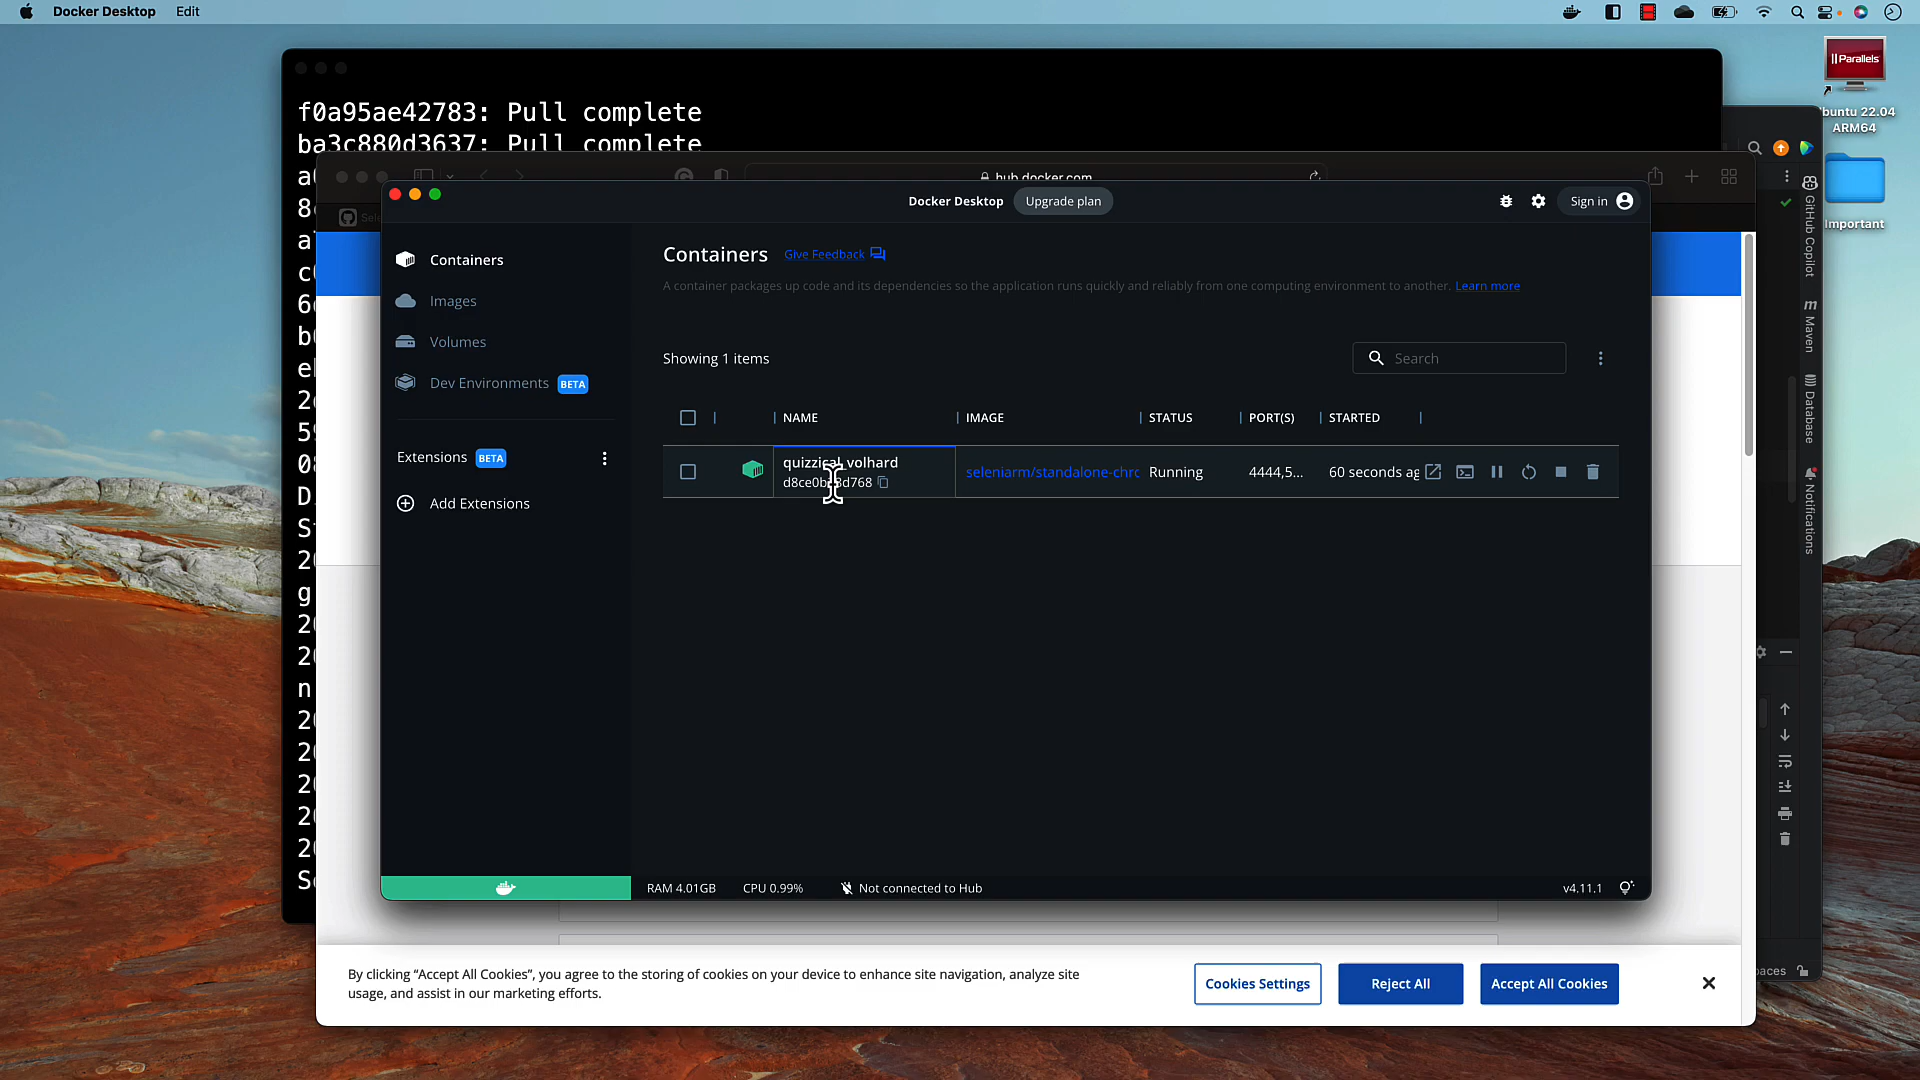 Docker Desktop Edit
Parallels
buntu 22.04
ARM64
Important
f0a95ae42783: Pull complete
ba3c880d3637: Pull complete
hub.docker.com
Docker Desktop
Upgrade plan
Sign in
Containers
Images
Volumes
Dev Environments BETA
Extensions BETA
Add Extensions
Containers Give Feedback
A container packages up code and its dependencies so the application runs quickly and reliably from one computing environment to another. Learn more
Showing 1 items
Search
NAME IMAGE STATUS PORT(S) STARTED
quizzical_volhard
seleniarm/standalone-chro Running 4444,5... 60 seconds ag
RAM 4.01GB CPU 0.99% Not connected to Hub v4.11.1
GitHub Copilot
Maven
Database
Notifications
paces
By clicking “Accept All Cookies”, you agree to the storing of cookies on your device to enhance site navigation, analyze site
usage, and assist in our marketing efforts.
Cookies Settings
Reject All
Accept All Cookies